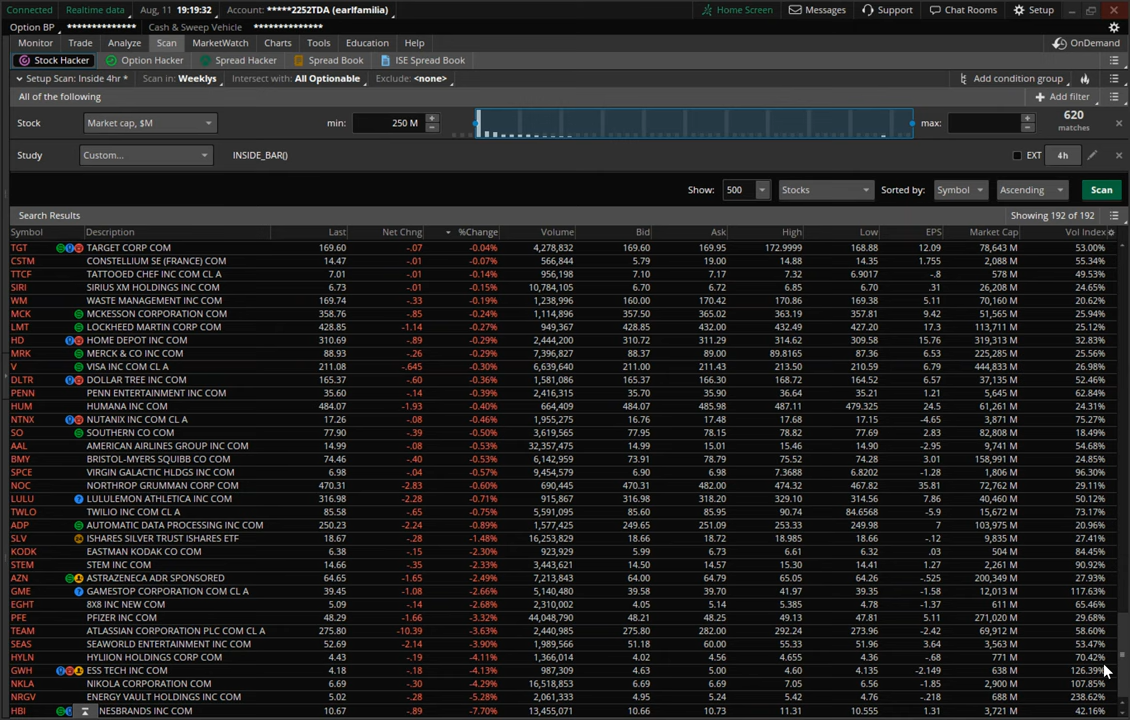 Connected Realtime data Aug, 11 19:19:32 Account: *****2252TDA (earlfamilia) Home Screen Messages Support Chat Rooms Setup
Option BP ************** Cash & Sweep Vehicle **************
Monitor Trade Analyze Scan MarketWatch Charts Tools Education Help OnDemand
Stock Hacker Option Hacker Spread Hacker Spread Book ISE Spread Book
Setup Scan: Inside 4hr * Scan in: Weeklys Intersect with: All Optionable Exclude: <none> Add condition group
All of the following Add filter
Stock Market cap, $M min: 250 M max: 620 matches
Study Custom... INSIDE_BAR() EXT 4h
Show: 500 Stocks Sorted by: Symbol Ascending Scan
Search Results Showing 192 of 192
Symbol Description Last Net Chng %Change Volume Bid Ask High Low EPS Market Cap Vol Index
TGT TARGET CORP COM 169.60 -.07 -0.04% 4,278,832 169.60 169.95 172.9999 168.88 12.09 78,643 M 53.00%
CSTM CONSTELLIUM SE (FRANCE) COM 14.47 -.01 -0.07% 566,844 5.79 19.00 14.88 14.35 1.755 2,088 M 55.34%
TTCF TATTOOED CHEF INC COM CL A 7.01 -.01 -0.14% 956,198 7.10 7.17 7.32 6.9017 -.8 578 M 49.53%
SIRI SIRIUS XM HOLDINGS INC COM 6.73 -.01 -0.15% 10,784,105 6.70 6.72 6.85 6.70 .31 26,208 M 24.65%
WM WASTE MANAGEMENT INC COM 169.74 -.33 -0.19% 1,238,996 160.00 170.42 170.86 169.38 5.11 70,160 M 20.62%
MCK MCKESSON CORPORATION COM 358.76 -.85 -0.24% 1,114,896 357.50 365.02 363.19 357.81 9.42 51,565 M 25.94%
LMT LOCKHEED MARTIN CORP COM 428.85 -1.14 -0.27% 949,367 428.85 432.00 432.49 427.20 17.3 113,711 M 25.12%
HD HOME DEPOT INC COM 310.69 -.89 -0.29% 2,444,200 310.72 311.29 314.62 309.58 15.76 319,313 M 32.83%
MRK MERCK & CO INC COM 88.93 -.26 -0.29% 7,396,827 88.37 89.00 89.8165 87.36 6.53 225,285 M 25.56%
V VISA INC COM CL A 211.08 -.645 -0.30% 6,639,640 211.00 211.43 213.50 210.59 6.79 444,833 M 26.98%
DLTR DOLLAR TREE INC COM 165.37 -.60 -0.36% 1,581,086 165.37 166.30 168.72 164.52 6.57 37,135 M 52.46%
PENN PENN ENTERTAINMENT INC COM 35.60 -.14 -0.39% 2,416,315 35.90 36.64 36.64 35.21 1.21 5,645 M 62.84%
HUM HUMANA INC COM 484.07 -1.93 -0.40% 664,409 484.07 485.98 487.11 479.325 24.5 61,261 M 24.31%
NTNX NUTANIX INC COM CL A 17.26 -.08 -0.46% 1,955,275 16.76 17.48 17.68 17.15 -4.65 3,871 M 75.27%
SO SOUTHERN CO COM 77.90 -.39 -0.50% 3,619,565 77.95 78.15 78.82 77.69 2.83 82,808 M 18.49%
AAL AMERICAN AIRLINES GROUP INC COM 14.99 -.08 -0.53% 32,357,475 14.99 15.01 15.46 14.90 -2.95 9,741 M 54.68%
BMY BRISTOL-MYERS SQUIBB CO COM 74.46 -.40 -0.53% 6,791,828 73.91 78.79 75.52 74.28 3.01 158,991 M 24.85%
SPCE VIRGIN GALACTIC HLDGS INC COM 6.98 -.04 -0.57% 9,454,579 6.98 6.99 7.3688 6.8202 -1.28 1,806 M 96.30%
NOC NORTHROP GRUMMAN CORP COM 470.31 -2.83 -0.60% 690,445 470.31 488.00 474.32 467.82 35.81 72,762 M 29.11%
LULU LULULEMON ATHLETICA INC COM 316.98 -2.28 -0.71% 915,867 316.98 318.20 329.10 314.56 7.86 40,460 M 50.12%
TWLO TWILIO INC COM CL A 85.58 -.65 -0.75% 5,591,095 85.60 85.86 90.74 84.6568 -5.9 15,672 M 73.17%
ADP AUTOMATIC DATA PROCESSING INC COM 250.23 -2.24 -0.89% 1,577,425 249.65 251.09 253.33 249.98 7 103,975 M 20.96%
SLV ISHARES SILVER TRUST ISHARES ETF 18.67 -.28 -1.48% 16,253,829 18.66 18.72 18.985 18.66 -.12 9,835 M 27.41%
KODK EASTMAN KODAK CO COM 6.38 -.15 -2.30% 923,929 5.99 6.73 6.61 6.32 .03 504 M 84.45%
STEM STEM INC COM 14.66 -.35 -2.33% 3,443,621 14.50 14.57 15.30 14.41 1.27 2,261 M 90.92%
AZN ASTRAZENECA ADR SPONSORED 64.65 -1.65 -2.49% 7,213,843 64.00 64.79 65.05 64.26 -.525 200,349 M 27.93%
GME GAMESTOP CORPORATION COM CL A 39.45 -1.08 -2.66% 5,140,480 39.58 39.70 41.97 39.35 -1.58 12,013 M 117.63%
EGHT 8X8 INC NEW COM 5.09 -.14 -2.68% 2,310,002 4.05 5.14 5.385 4.78 -1.37 611 M 65.46%
PFE PFIZER INC COM 48.29 -1.66 -3.32% 44,048,790 48.21 48.25 49.13 47.81 5.11 271,020 M 29.68%
TEAM ATLASSIAN CORPORATION PLC COM CL A 275.80 -10.39 -3.63% 2,440,985 275.80 282.00 292.24 273.96 -2.42 69,912 M 58.60%
SEAS SEAWORLD ENTERTAINMENT INC COM 52.69 -2.14 -3.90% 1,989,966 51.18 60.00 55.33 51.96 3.64 3,563 M 53.47%
HYLN HYLIION HOLDINGS CORP COM 4.43 -.19 -4.11% 1,366,014 4.02 4.56 4.655 4.36 -.68 771 M 70.42%
GWH ESS TECH INC COM 4.18 -.18 -4.13% 987,309 4.63 5.00 4.60 4.135 -2.149 638 M 126.39%
NKLA NIKOLA CORPORATION COM 6.69 -.30 -4.29% 16,518,853 6.69 6.69 7.05 6.56 -1.85 2,900 M 107.85%
NRGV ENERGY VAULT HOLDINGS INC COM 5.02 -.28 -5.28% 2,061,333 4.95 5.24 5.42 4.76 -.218 688 M 238.62%
HBI NESBRANDS INC COM 10.67 -.89 -7.70% 13,455,071 10.66 10.73 11.31 10.555 1.31 3,721 M 42.16%